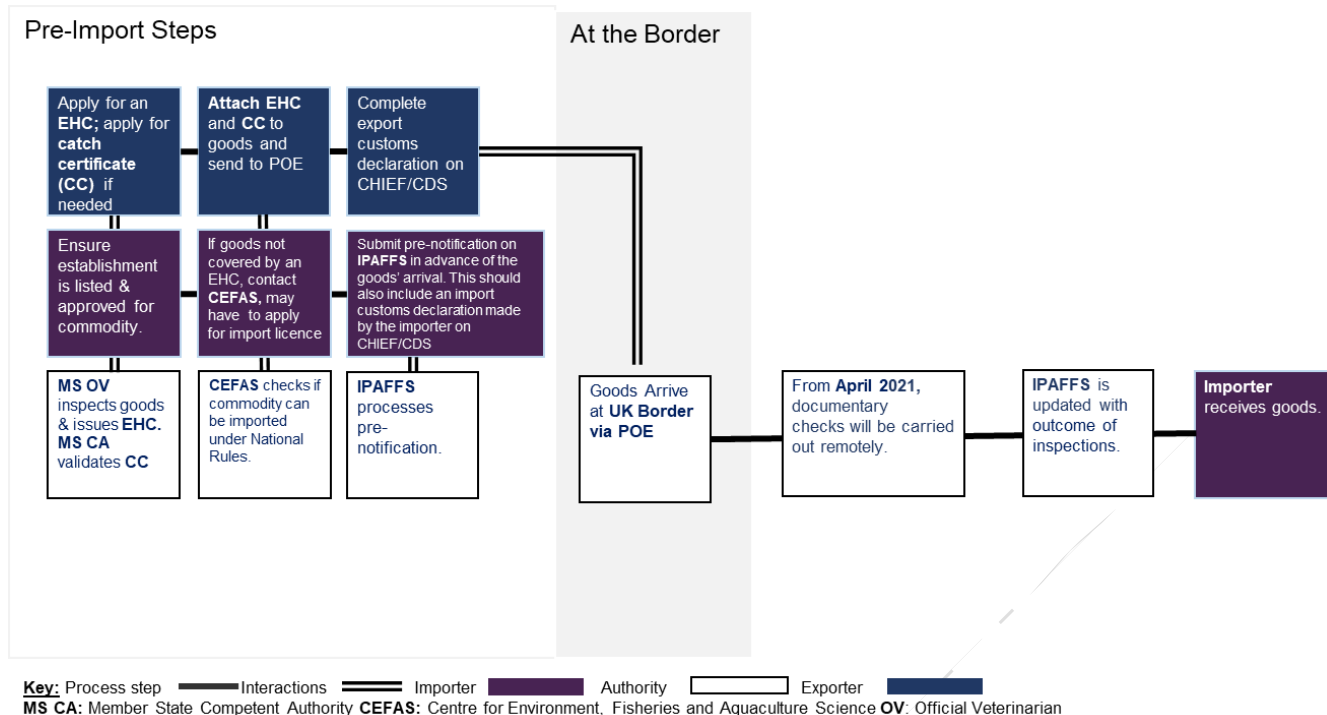 Pre-Import Steps
At the Border
Apply for an
EHC; apply for
catch
certificate
(CC) if
needed
Attach EHC
and CC to
goods and
send to POE
Complete
export
customs
declaration on
CHIEF/CDS
Ensure
establishment
is listed &
approved for
commodity.
If goods not
covered by an
EHC, contact
CEFAS, may
have to apply
for import licence
Submit pre-notification on
IPAFFS in advance of the
goods' arrival. This should
also include an import
customs declaration made
by the importer on
CHIEF/CDS
MS OV
inspects goods
& issues EHC.
MS CA
validates CC
CEFAS checks if
commodity can
be imported
under National
Rules.
IPAFFS
processes
pre-
notification.
Goods Arrive
at UK Border
via POE
From April 2021,
documentary
checks will be carried
out remotely.
IPAFFS is
updated with
outcome of
inspections.
Importer
receives goods.
Key: Process step Interactions Importer Authority Exporter
MS CA: Member State Competent Authority CEFAS: Centre for Environment, Fisheries and Aquaculture Science OV: Official Veterinarian